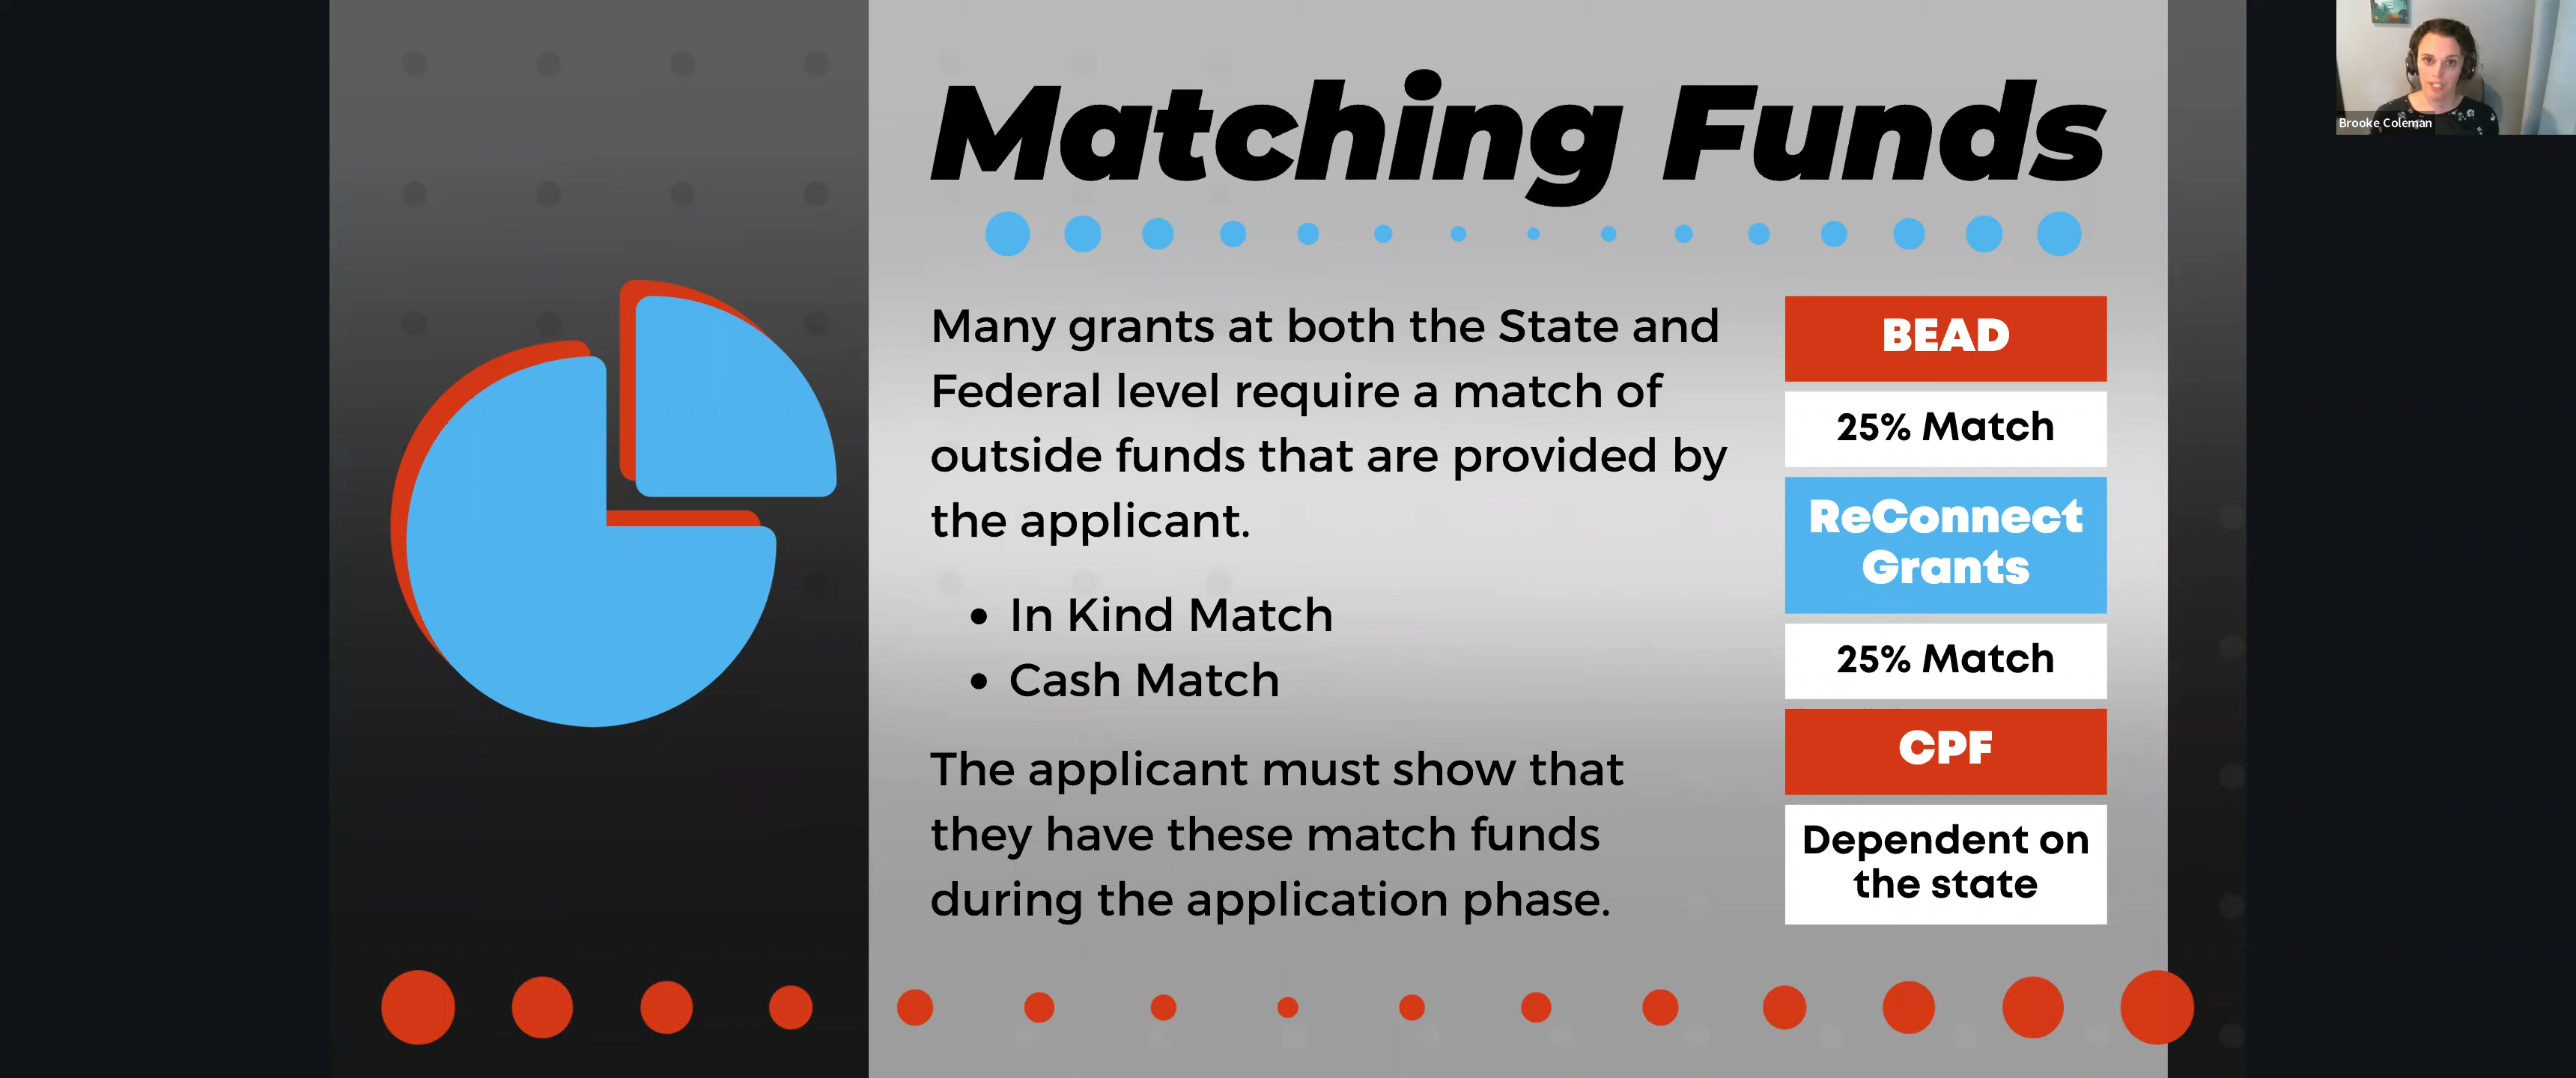 Matching Funds
Many grants at both the State and
Federal level require a match of
outside funds that are provided by
the applicant.
• In Kind Match
• Cash Match
The applicant must show that
they have these match funds
during the application phase.
BEAD
25% Match
ReConnect
Grants
25% Match
CPF
Dependent on
the state
Brooke Coleman